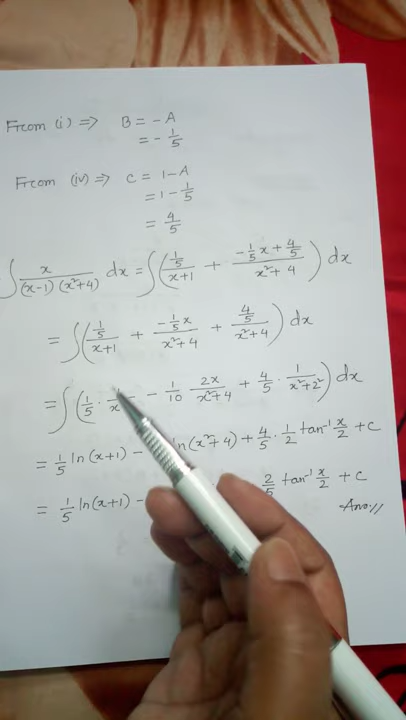 From (i) => B = - A
= - 1/5
From (iv) => C = 1 - A
= 1 - 1/5
= 4/5
∫ x/((x-1)(x²+4)) dx = ∫ ( (1/5)/(x+1) + (-1/5 x + 4/5)/(x²+4) ) dx
= ∫ ( (1/5)/(x+1) + (-1/5 x)/(x²+4) + (4/5)/(x²+4) ) dx
= ∫ ( 1/5 · 1/x - 1/10 2x/(x²+4) + 4/5 · 1/(x²+2²) ) dx
= 1/5 ln(x+1) - ln(x²+4) + 4/5 · 1/2 tan⁻¹ x/2 + C
= 1/5 ln(x+1) - 2/5 tan⁻¹ x/2 + C
Ans//